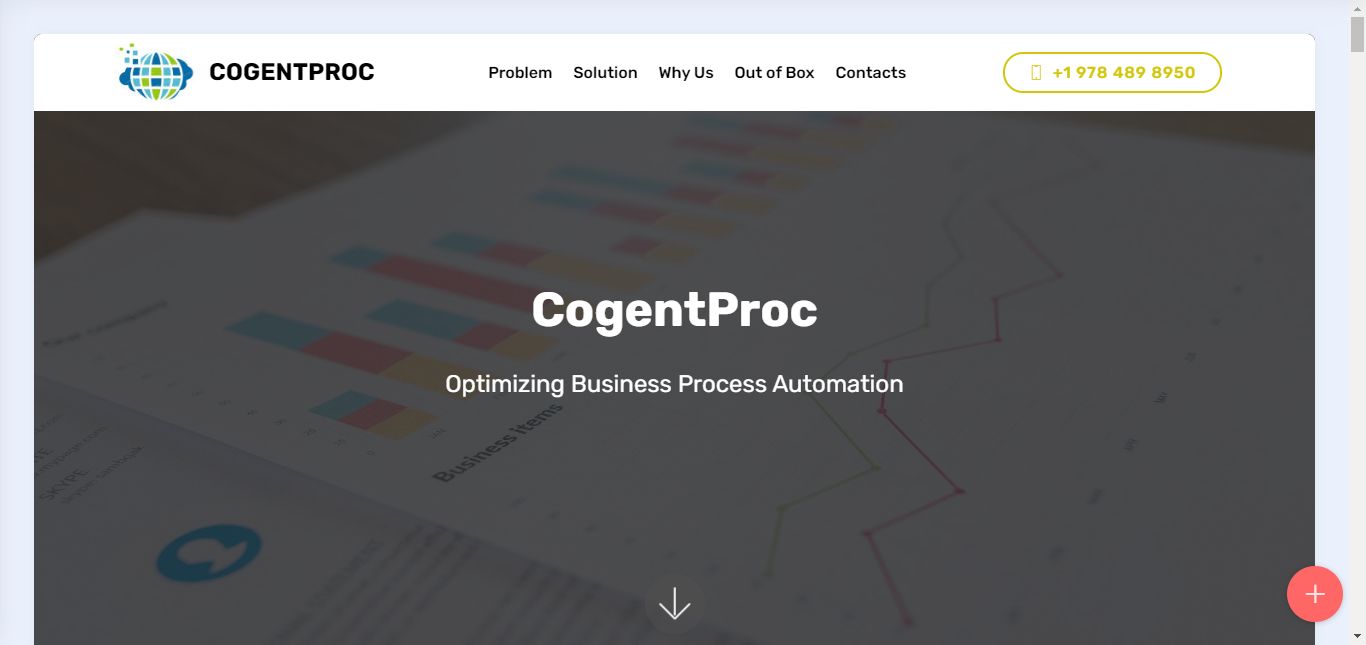 COGENTPROC
Problem Solution Why Us Out of Box Contacts
+1 978 489 8950
CogentProc
Optimizing Business Process Automation
Business items
SKYPE